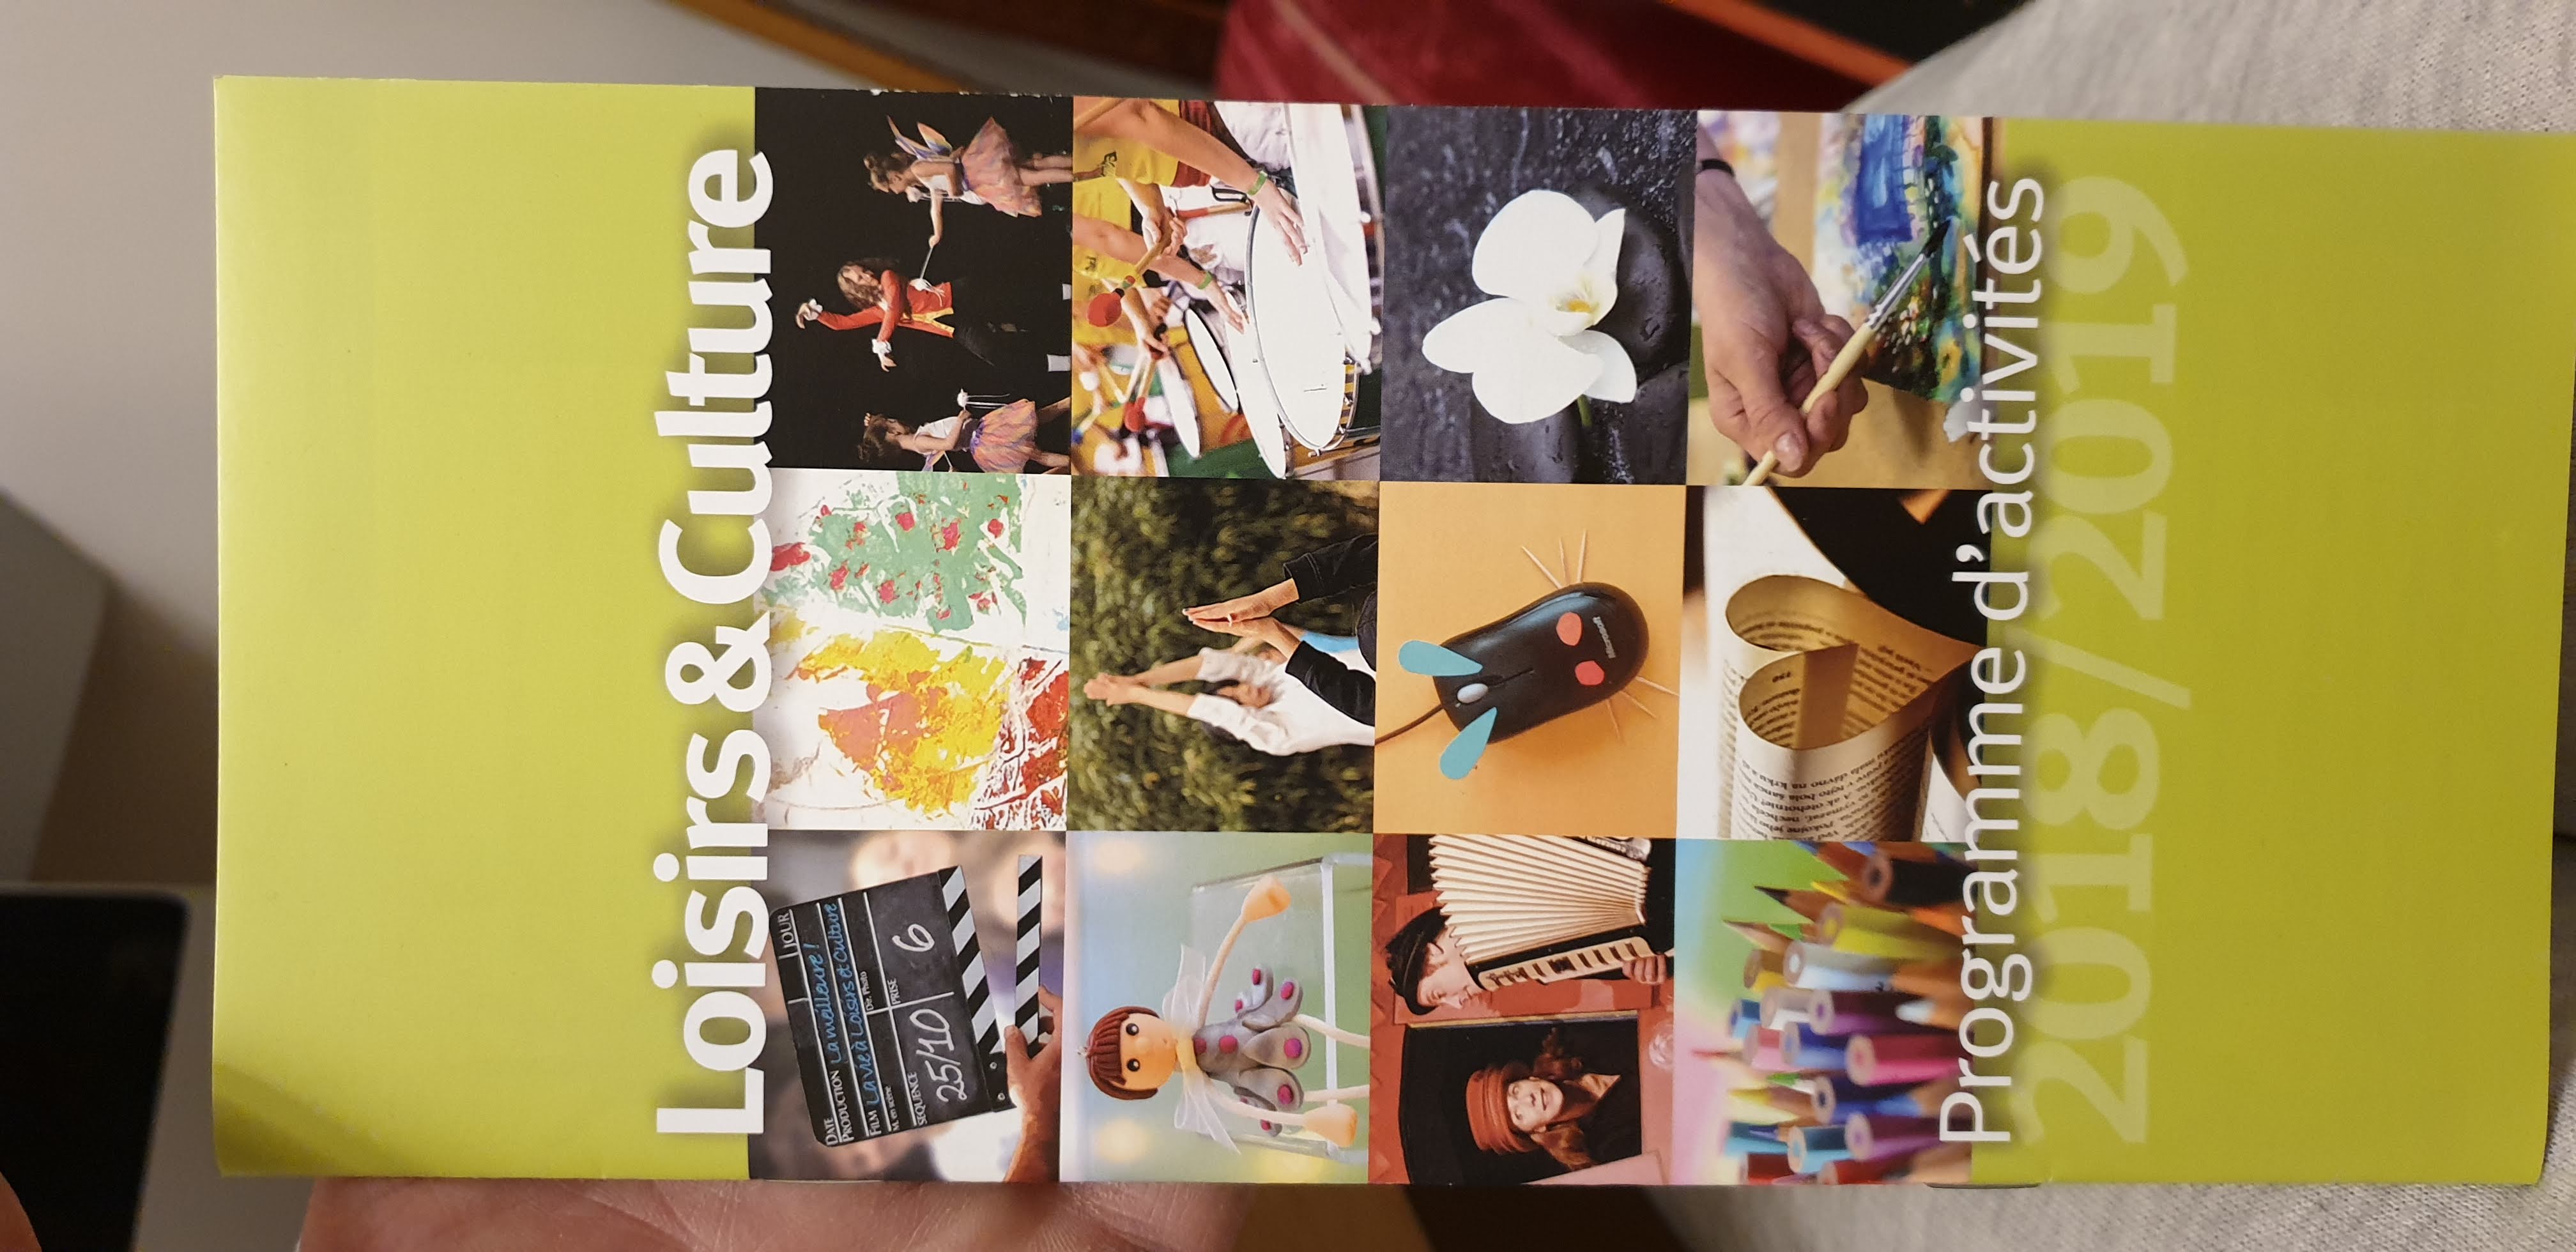 Loisirs & Culture
JOUR
DATE
PRODUCTION La meilleure !
FILM La vie à Loisirs et Culture
M. en scène
Dir. Photo
SEQUENCE
PRISE
25/10
6
Microsoft
Programme d'activités
2018/2019